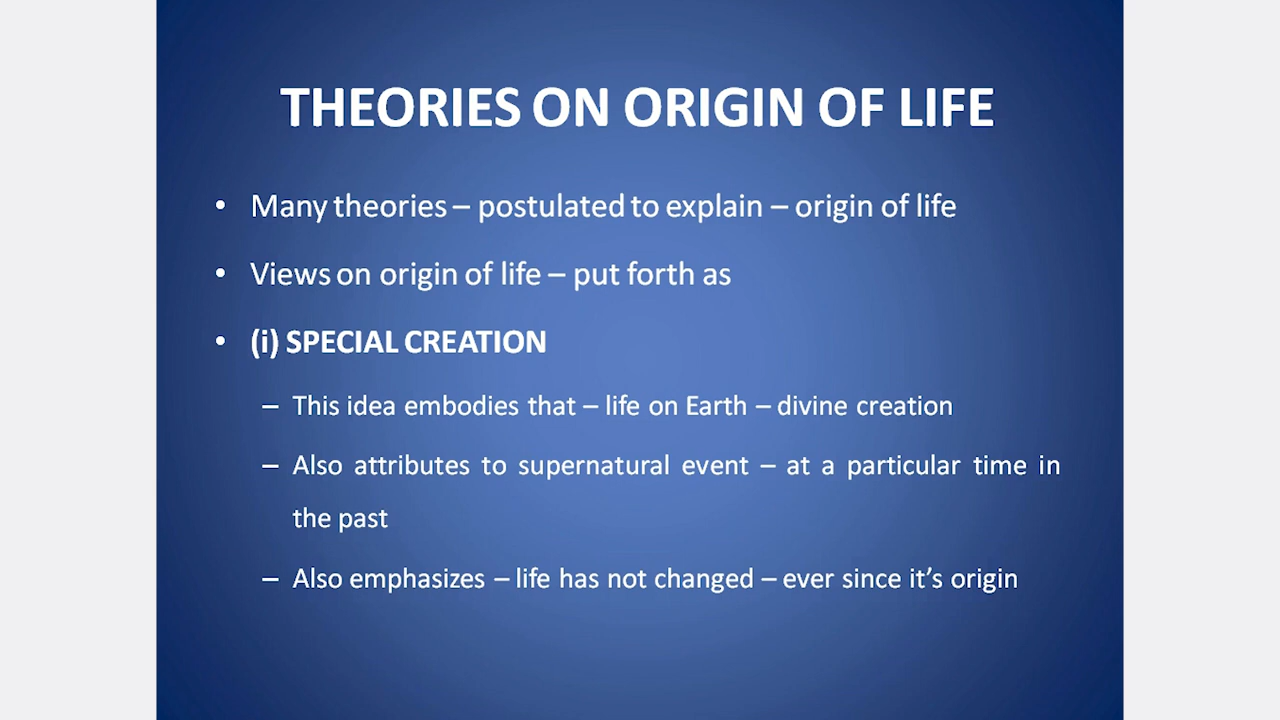 THEORIES ON ORIGIN OF LIFE
• Many theories – postulated to explain – origin of life
• Views on origin of life – put forth as
• (i) SPECIAL CREATION
– This idea embodies that – life on Earth – divine creation
– Also attributes to supernatural event – at a particular time in
the past
– Also emphasizes – life has not changed – ever since it’s origin